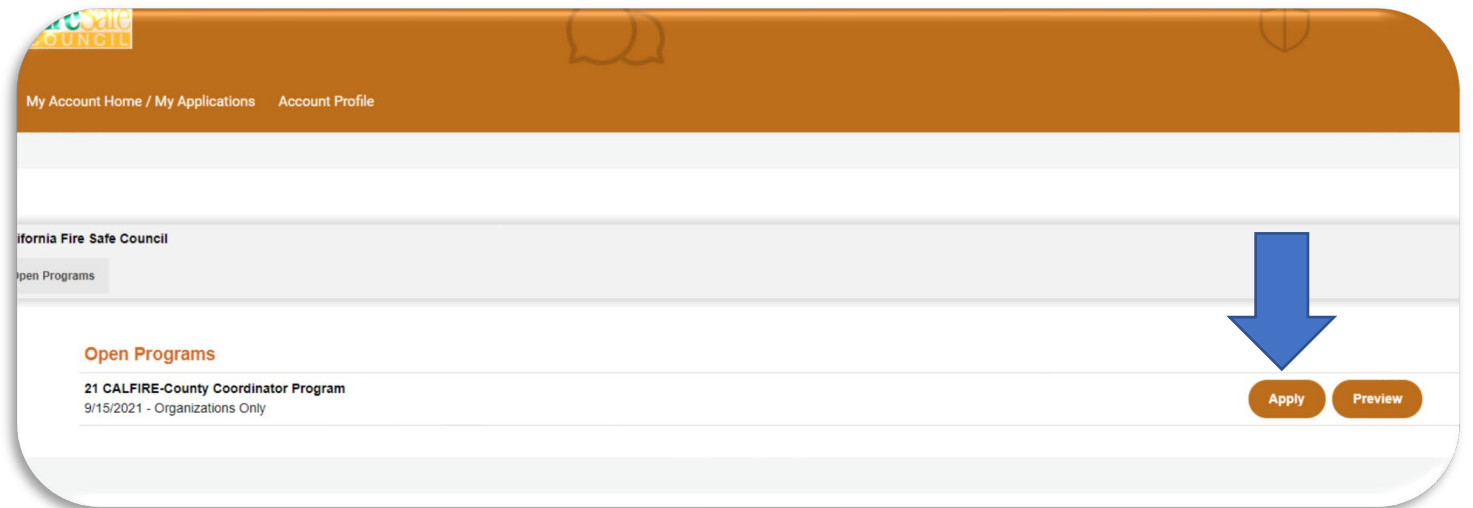 COUNCIL
My Account Home / My Applications Account Profile
Fire Safe Council
Programs
Open Programs
21 CALFIRE-County Coordinator Program
9/15/2021 - Organizations Only
Apply Preview